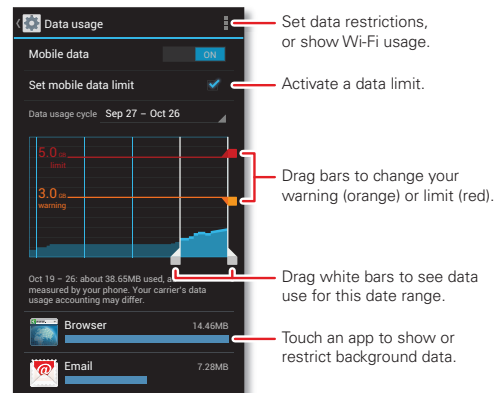 Data usage
Mobile data
ON
Set mobile data limit
Data usage cycle Sep 27 – Oct 26
5.0 GB
limit
3.0 GB
warning
Oct 19 – 26: about 38.65MB used, a
measured by your phone. Your carrier's data
usage accounting may differ.
Browser 14.46MB
Email 7.28MB
Set data restrictions,
or show Wi-Fi usage.
Activate a data limit.
Drag bars to change your
warning (orange) or limit (red).
Drag white bars to see data
use for this date range.
Touch an app to show or
restrict background data.